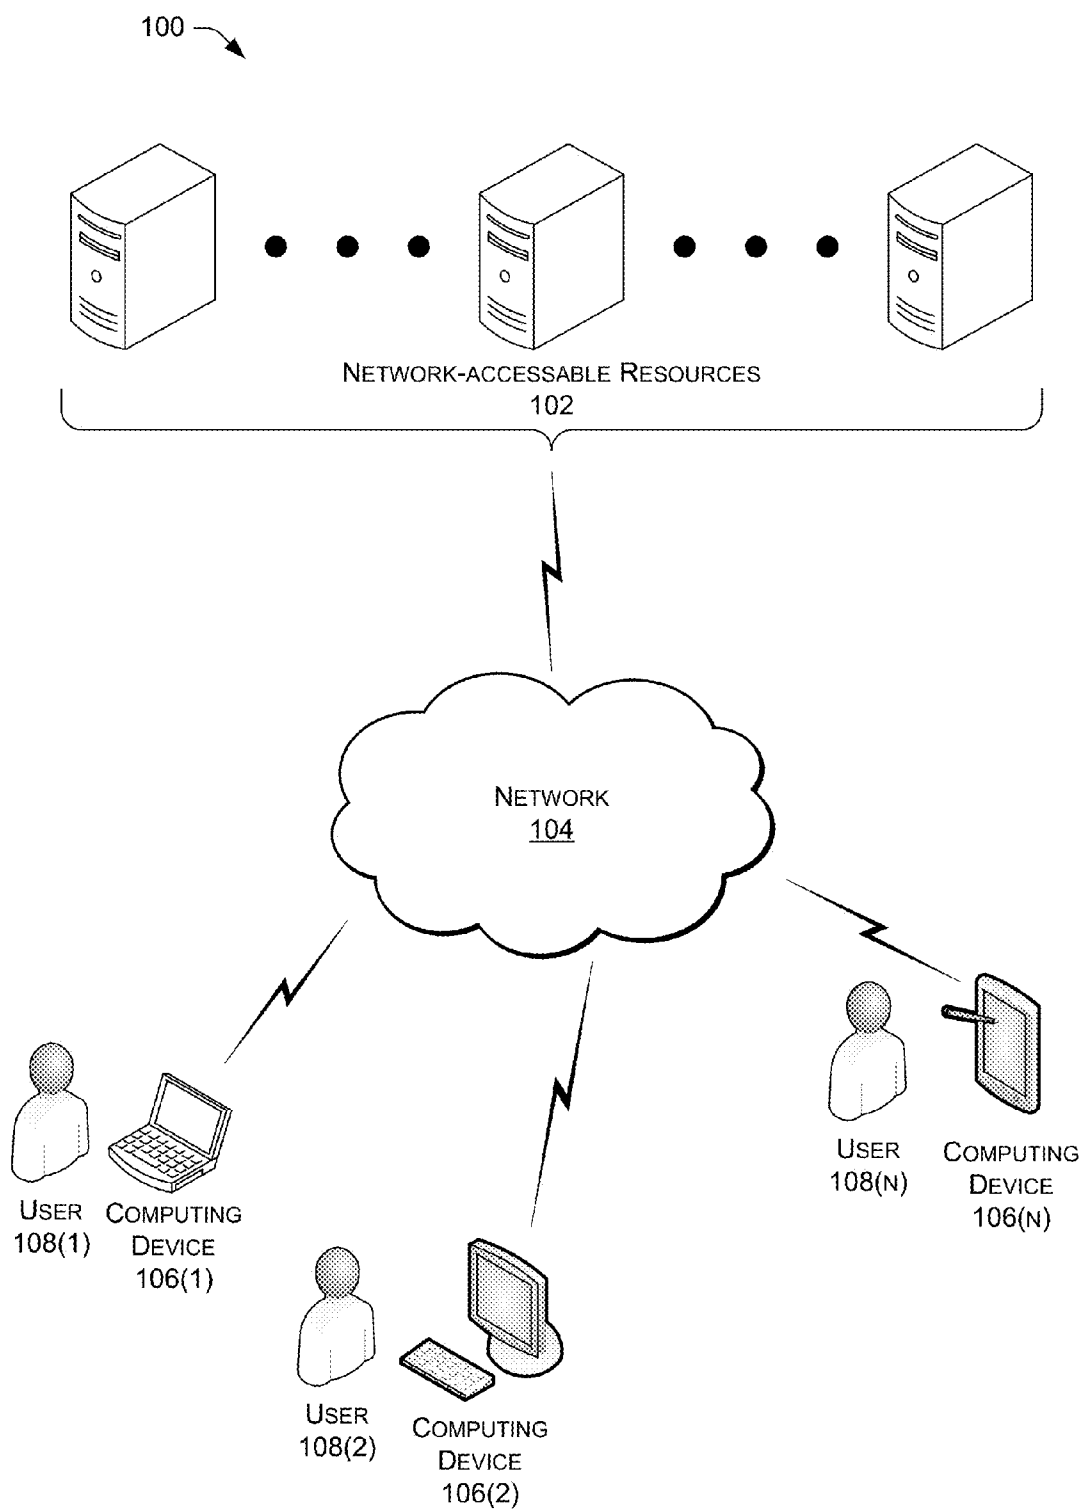 100
NETWORK-ACCESSABLE RESOURCES
102
NETWORK
104
USER
108(1)
COMPUTING
DEVICE
106(1)
USER
108(2)
COMPUTING
DEVICE
106(2)
USER
108(N)
COMPUTING
DEVICE
106(N)